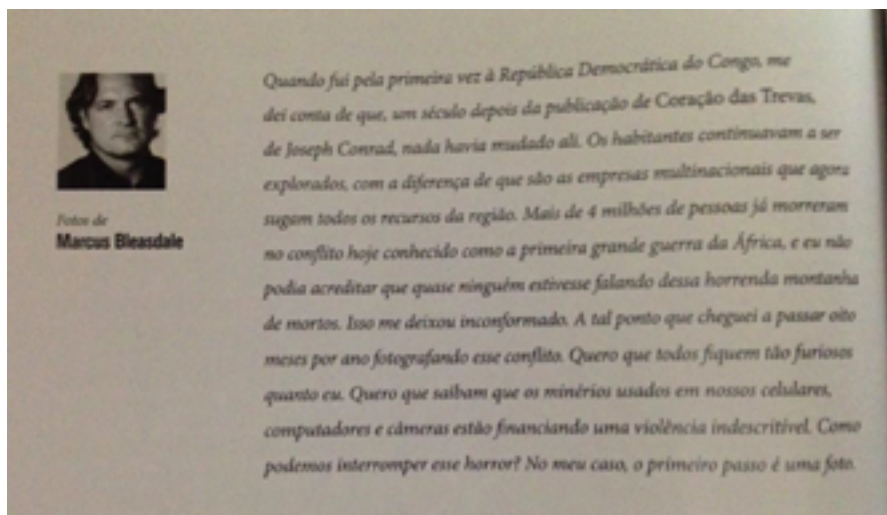 Quando fui pela primeira vez à República Democrática do Congo, me
dei conta de que, um século depois da publicação de Coração das Trevas,
de Joseph Conrad, nada havia mudado ali. Os habitantes continuavam a ser
explorados, com a diferença de que são as empresas multinacionais que agora
sugam todos os recursos da região. Mais de 4 milhões de pessoas já morreram
no conflito hoje conhecido como a primeira grande guerra da África, e eu não
podia acreditar que quase ninguém estivesse falando dessa horrenda montanha
de mortos. Isso me deixou inconformado. A tal ponto que cheguei a passar oito
meses por ano fotografando esse conflito. Quero que todos fiquem tão furiosos
quanto eu. Quero que saibam que os minérios usados em nossos celulares,
computadores e câmeras estão financiando uma violência indescritível. Como
podemos interromper esse horror? No meu caso, o primeiro passo é uma foto.
Fotos de
Marcus Bleasdale